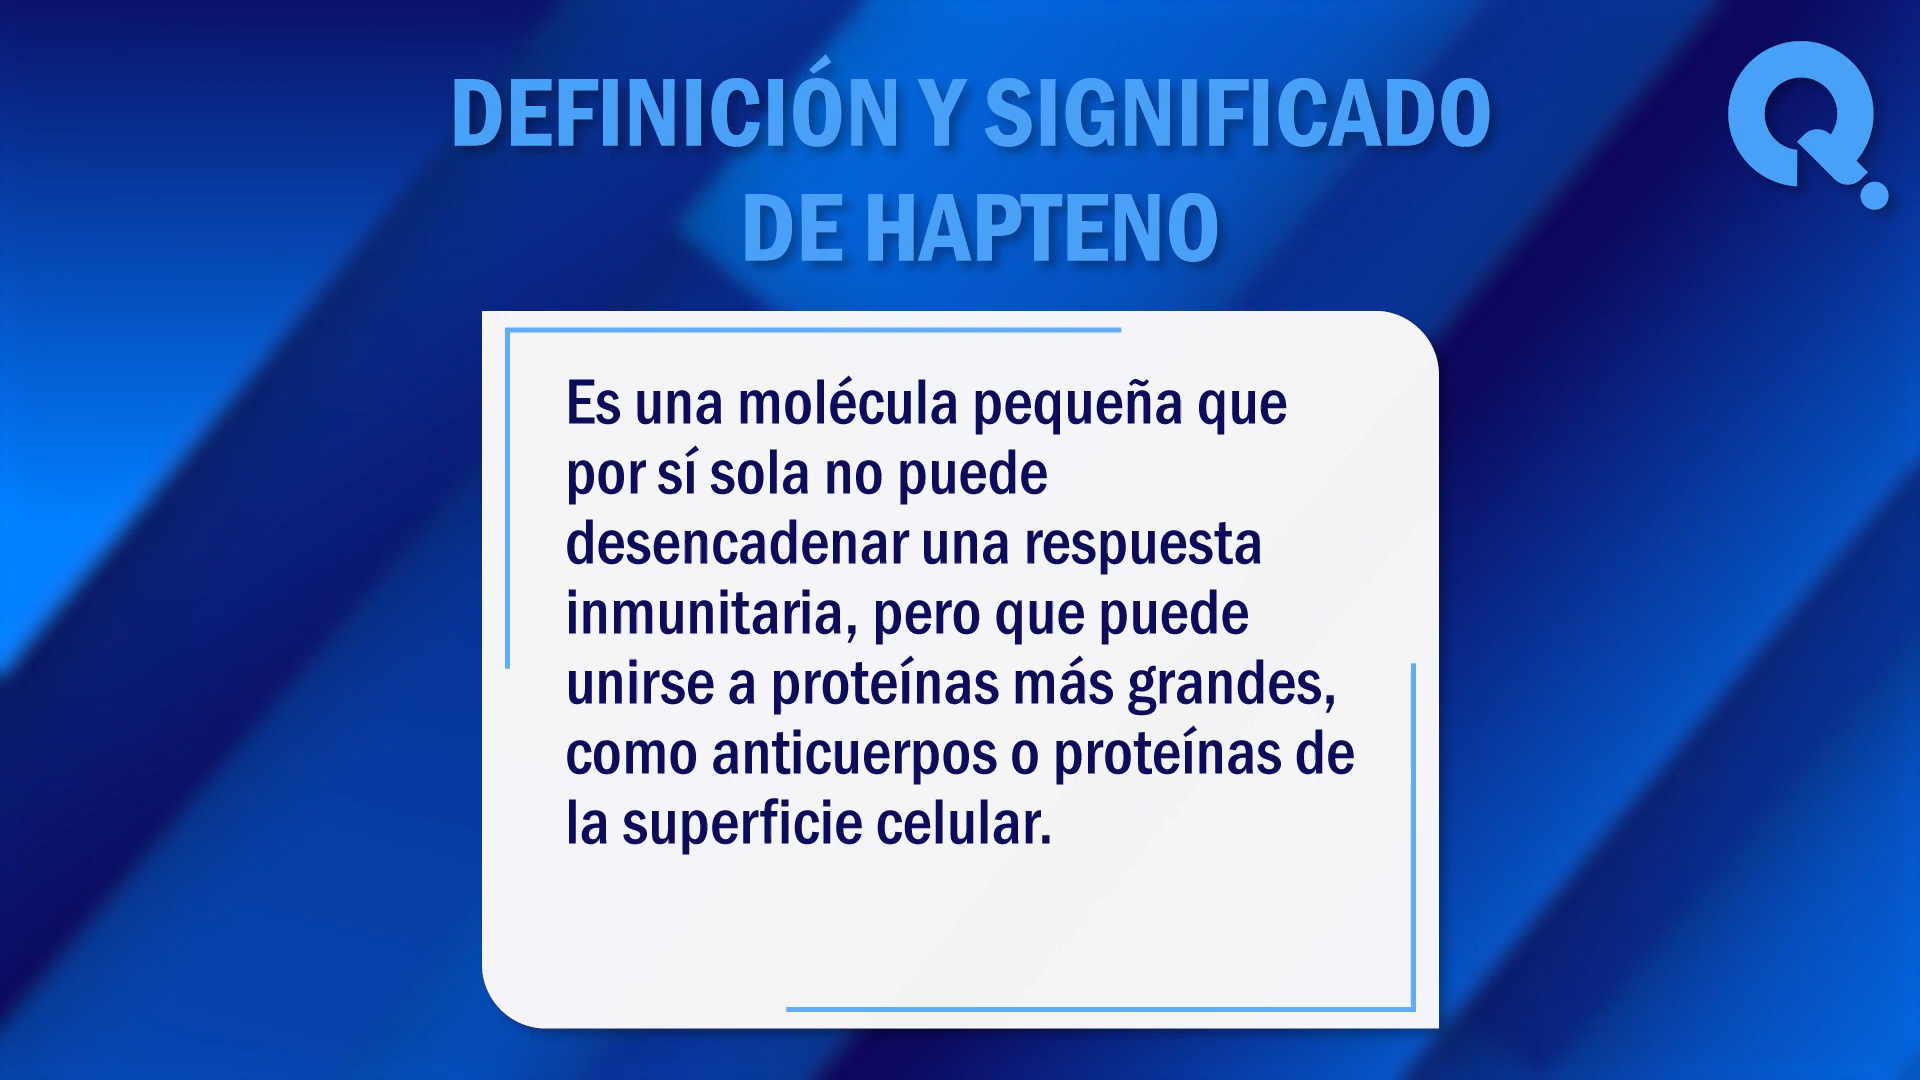 DEFINICIÓN Y SIGNIFICADO
DE HAPTENO
Es una molécula pequeña que
por sí sola no puede
desencadenar una respuesta
inmunitaria, pero que puede
unirse a proteínas más grandes,
como anticuerpos o proteínas de
la superficie celular.